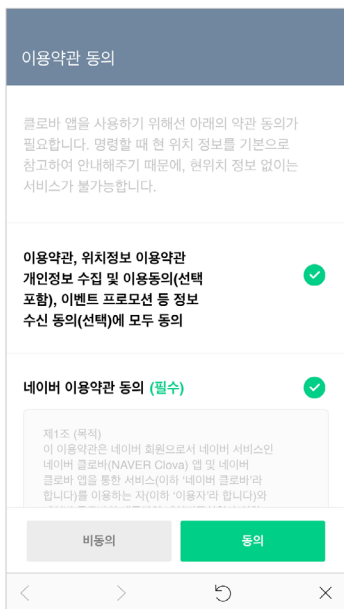 이용약관 동의
클로바 앱을 사용하기 위해선 아래의 약관 동의가
필요합니다. 명령할 때 현 위치 정보를 기본으로
참고하여 안내해주기 때문에, 현위치 정보 없이는
서비스가 불가능합니다.
이용약관, 위치정보 이용약관
개인정보 수집 및 이용동의(선택
포함), 이벤트 프로모션 등 정보
수신 동의(선택)에 모두 동의
네이버 이용약관 동의 (필수)
제1조 (목적)
이 이용약관은 네이버 회원으로서 네이버 서비스인
네이버 클로바(NAVER Clova) 앱 및 네이버
클로바 앱을 통한 서비스(이하 ‘네이버 클로바’라
합니다)를 이용하는 자(이하 ‘이용자’라 합니다)와
비동의
동의